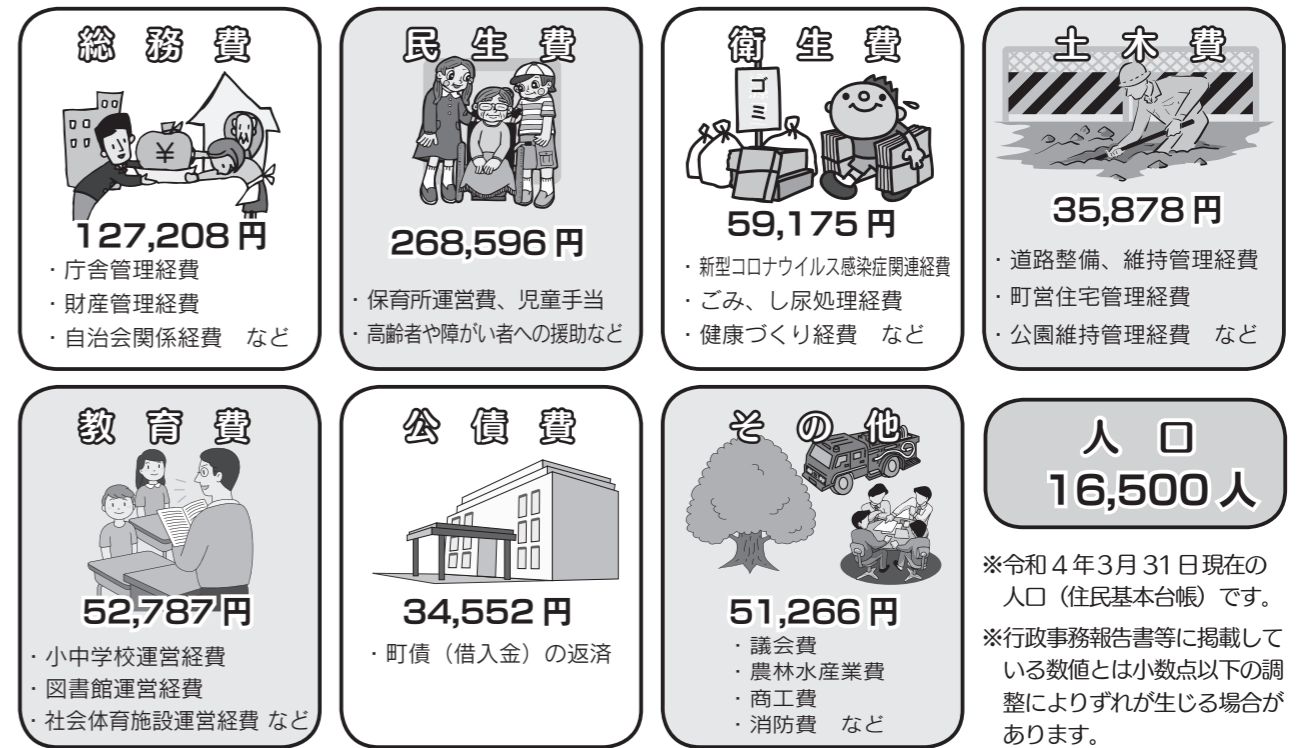 総務費
¥
127,208円
・庁舎管理経費
・財産管理経費
・自治会関係経費　など
民生費
268,596円
・保育所運営費、児童手当
・高齢者や障がい者への援助など
衛生費
ゴミ
59,175円
・新型コロナウイルス感染症関連経費
・ごみ、し尿処理経費
・健康づくり経費　など
土木費
35,878円
・道路整備、維持管理経費
・町営住宅管理経費
・公園維持管理経費　など
教育費
52,787円
・小中学校運営経費
・図書館運営経費
・社会体育施設運営経費 など
公債費
34,552円
・町債（借入金）の返済
その他
51,266円
・議会費
・農林水産業費
・商工費
・消防費　など
人口
16,500人
※令和4年3月31日現在の
人口（住民基本台帳）です。
※行政事務報告書等に掲載して
いる数値とは小数点以下の調
整によりずれが生じる場合が
あります。